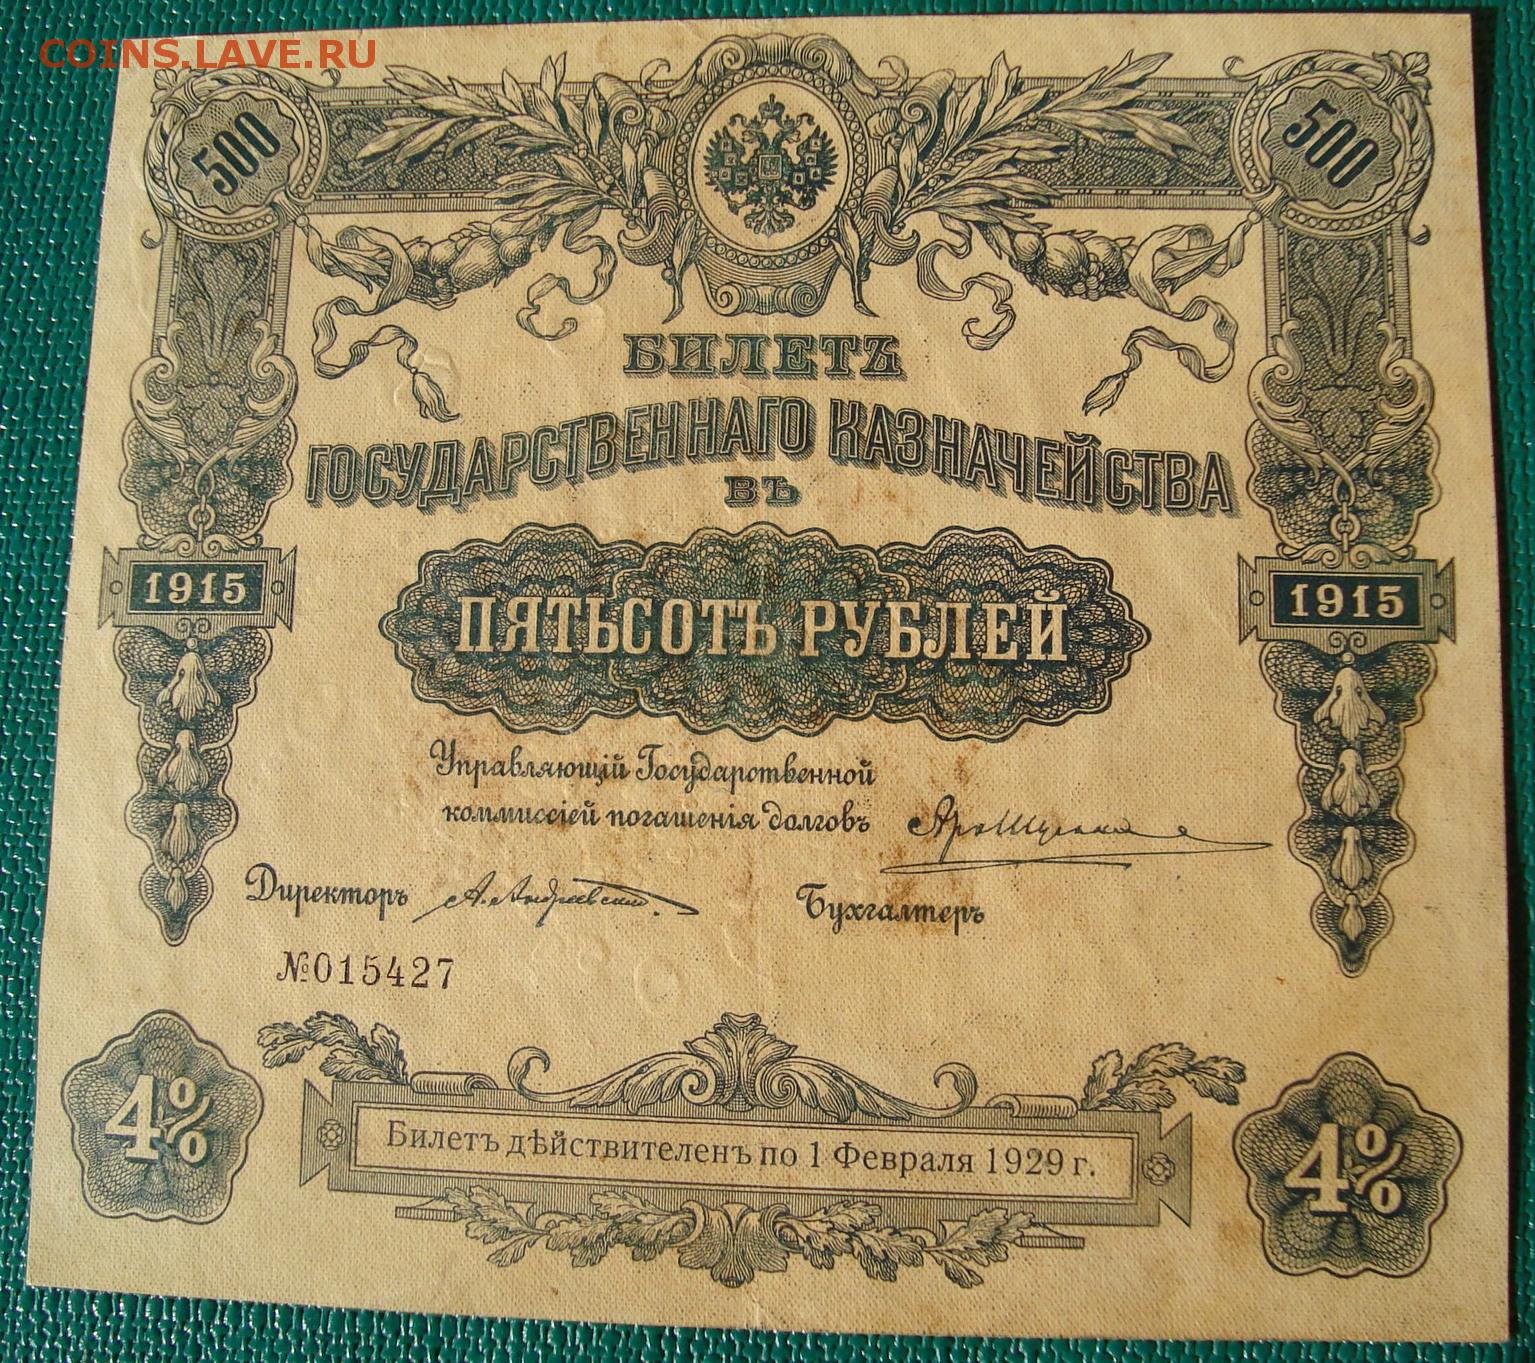 COINS.LAVE.RU
500 500
БИЛЕТЪ
ГОСУДАРСТВЕННАГО КАЗНАЧЕЙСТВА
ВЪ
1915 1915
ПЯТЬСОТЪ РУБЛЕЙ
Управляющій Государственной
коммиссіей погашенія долговъ
Директоръ Бухгалтеръ
№015427
4% 4%
Билетъ дѣйствителенъ по 1 Февраля 1929 г.